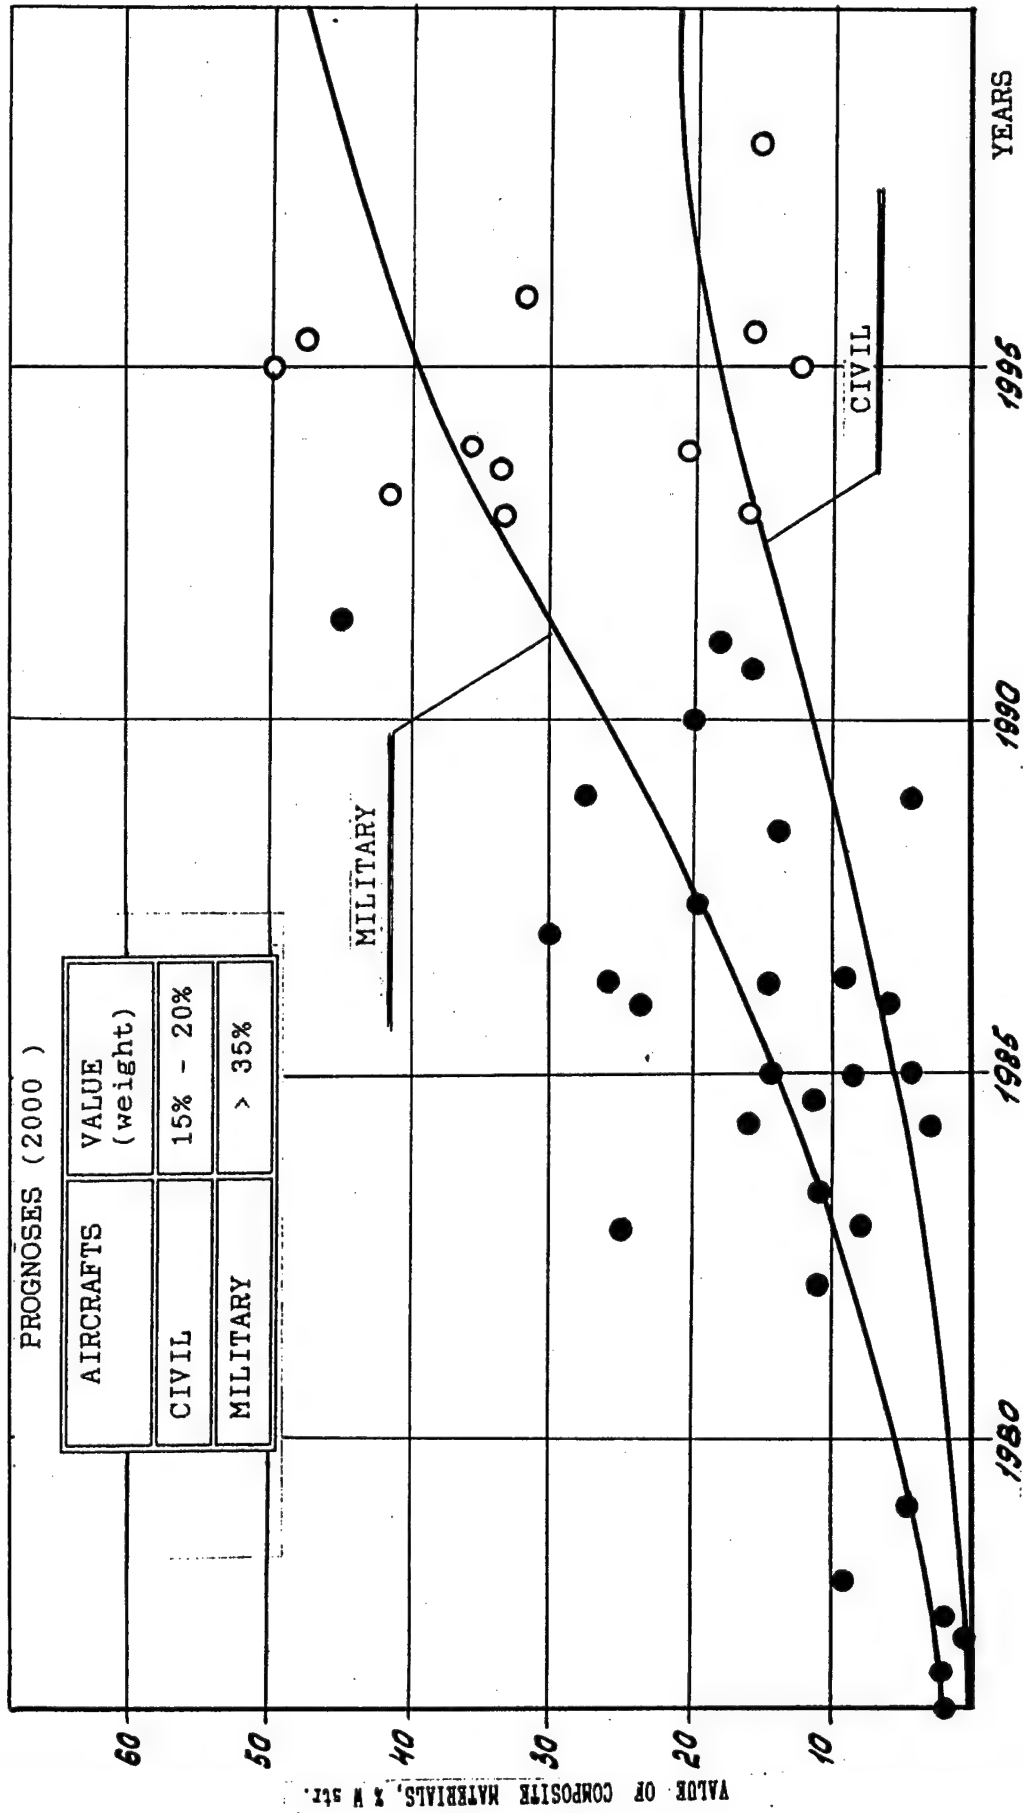 PROGNOSES (2000 )
AIRCRAFTS
VALUE
(weight)
CIVIL
15% - 20%
MILITARY
> 35%
MILITARY
CIVIL
60
50
40
30
20
10
VALUE OF COMPOSITE MATERIALS, % W str.
1980
1985
1990
1995
YEARS